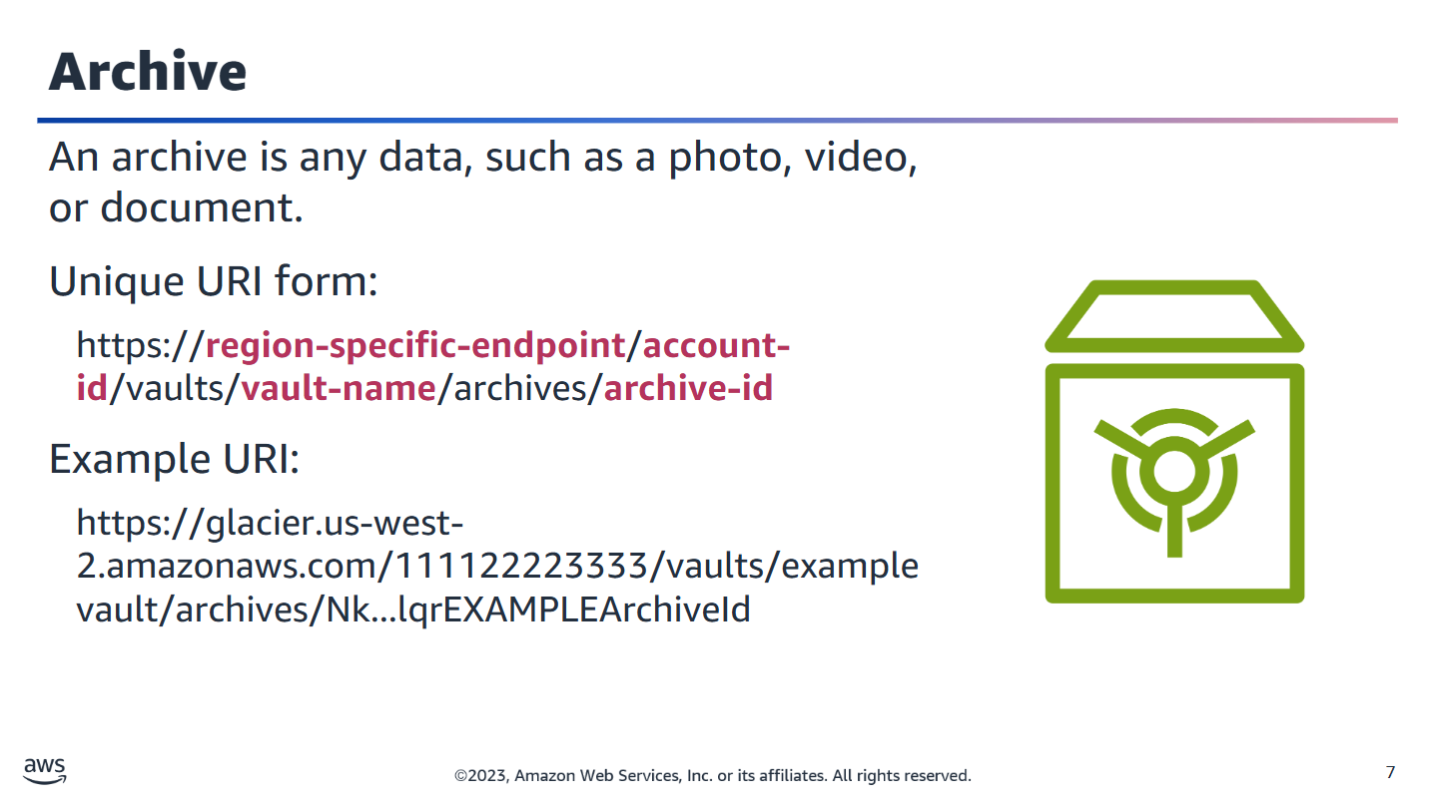 Archive
An archive is any data, such as a photo, video,
or document.
Unique URI form:
https://region-specific-endpoint/account-
id/vaults/vault-name/archives/archive-id
Example URI:
https://glacier.us-west-
2.amazonaws.com/111122223333/vaults/example
vault/archives/Nk...lqrEXAMPLEArchiveId
aws
©2023, Amazon Web Services, Inc. or its affiliates. All rights reserved.
7